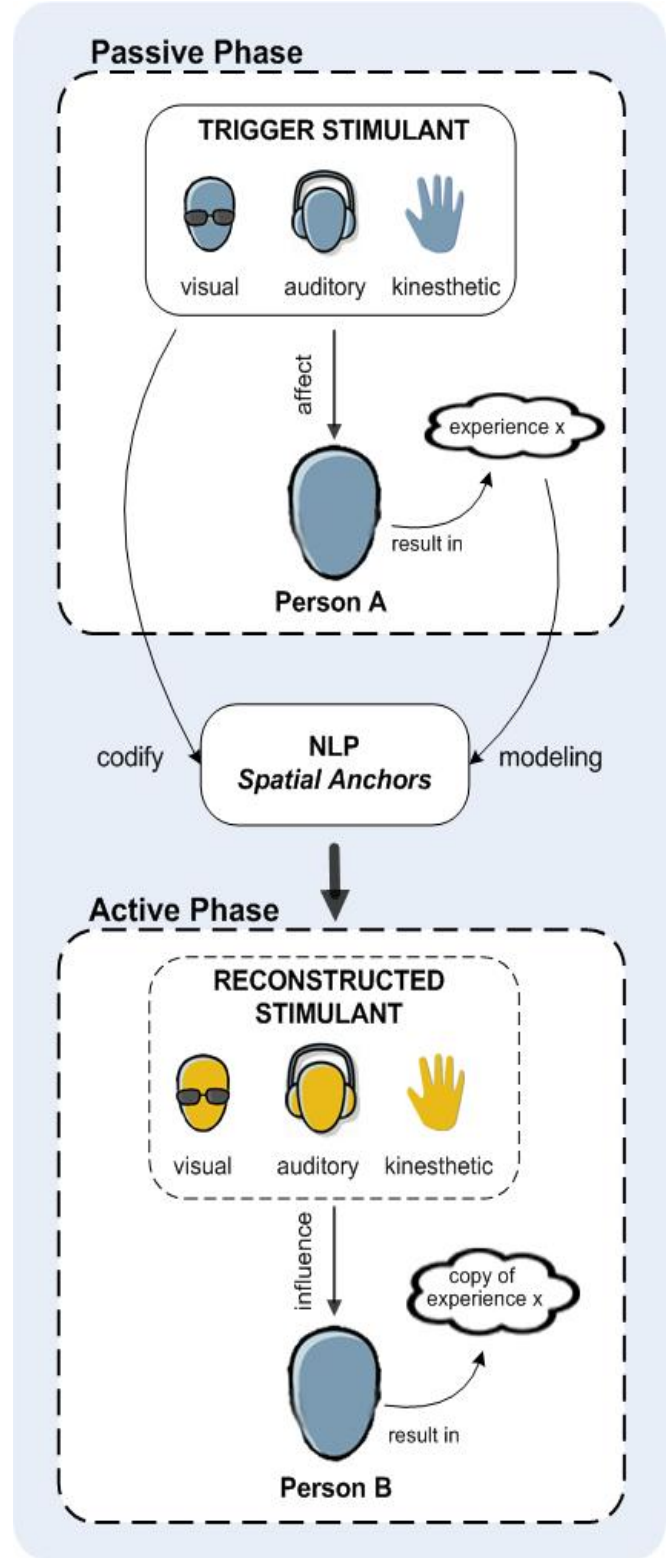 Passive Phase
TRIGGER STIMULANT
visual auditory kinesthetic
affect
experience x
result in
Person A
codify
NLP
Spatial Anchors
modeling
Active Phase
RECONSTRUCTED
STIMULANT
visual auditory kinesthetic
influence
copy of
experience x
result in
Person B